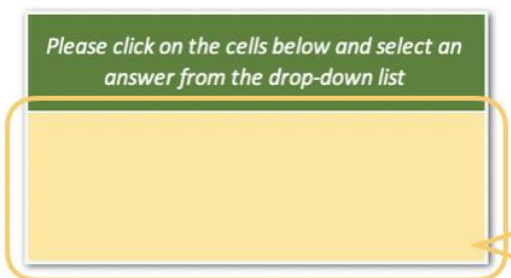 Please click on the cells below and select an
answer from the drop-down list